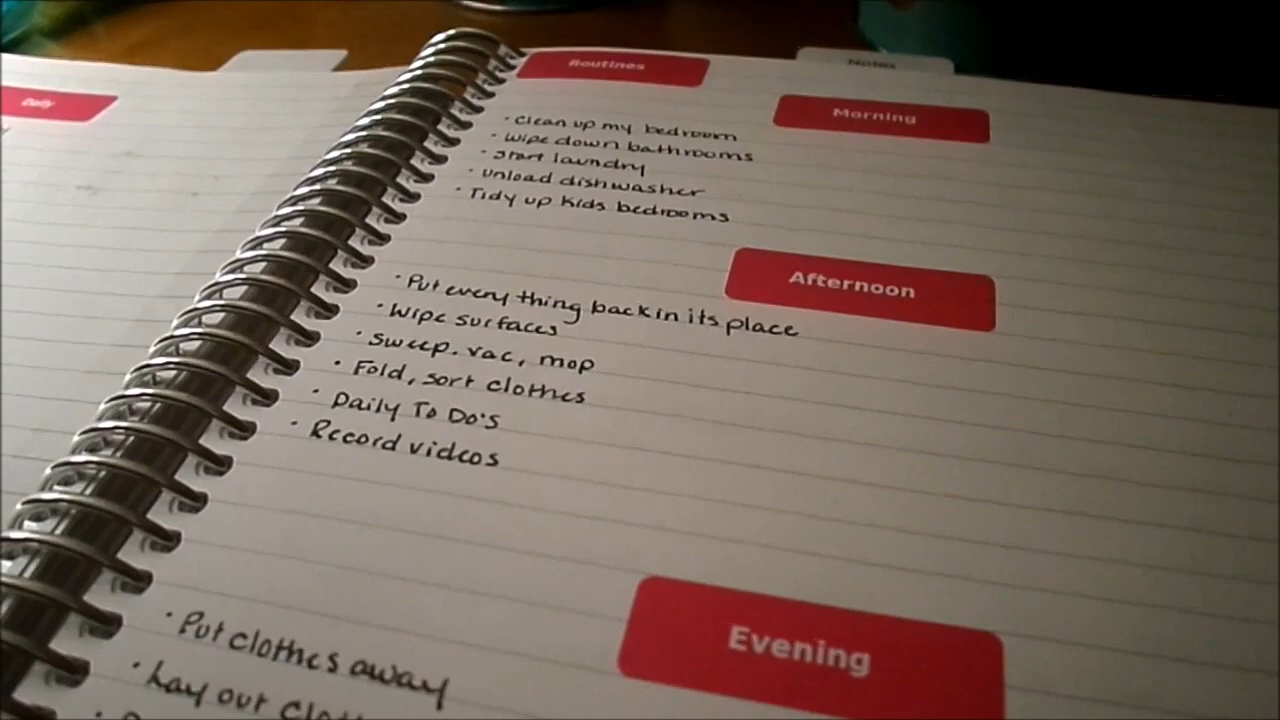 Daily
Routines
Notes
Morning
• Clean up my bedroom
• Wipe down bathrooms
• Start laundry
• unload dishwasher
• Tidy up kids bedrooms
Afternoon
• Put every thing back in its place
• Wipe surfaces
• Sweep. vac, mop
• Fold, sort clothes
• Daily To Do's
• Record videos
Evening
• Put clothes away
• Lay out